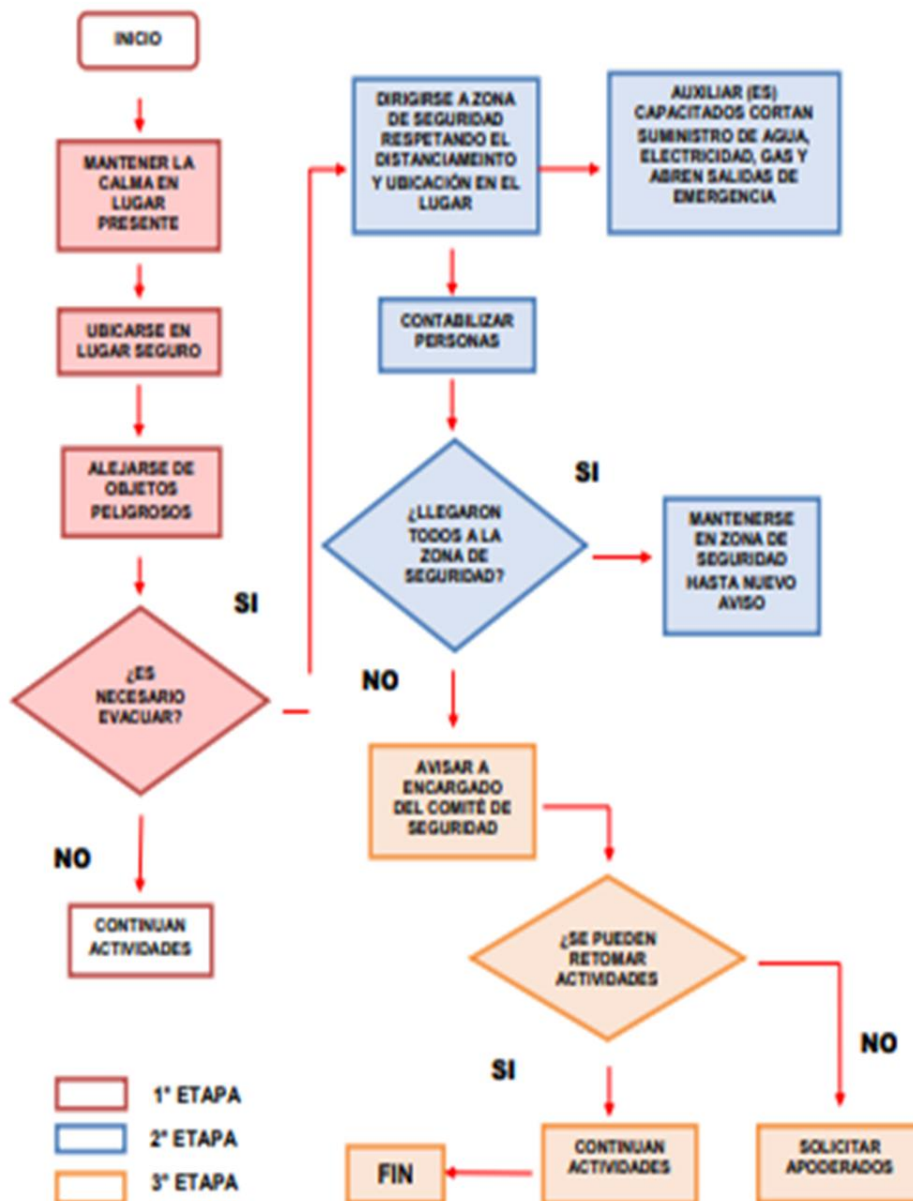 INICIO
MANTENER LA
CALMA EN
LUGAR
PRESENTE
UBICARSE EN
LUGAR SEGURO
ALEJARSE DE
OBJETOS
PELIGROSOS
¿ES
NECESARIO
EVACUAR?
SI
NO
CONTINUAN
ACTIVIDADES
DIRIGIRSE A ZONA
DE SEGURIDAD
RESPETANDO EL
DISTANCIAMEINTO
Y UBICACIÓN EN EL
LUGAR
AUXILIAR (ES)
CAPACITADOS CORTAN
SUMINISTRO DE AGUA,
ELECTRICIDAD, GAS Y
ABREN SALIDAS DE
EMERGENCIA
CONTABILIZAR
PERSONAS
¿LLEGARON
TODOS A LA
ZONA DE
SEGURIDAD?
SI
MANTENERSE
EN ZONA DE
SEGURIDAD
HASTA NUEVO
AVISO
NO
AVISAR A
ENCARGADO
DEL COMITÉ DE
SEGURIDAD
¿SE PUEDEN
RETOMAR
ACTIVIDADES
SI
NO
CONTINUAN
ACTIVIDADES
SOLICITAR
APODERADOS
FIN
1° ETAPA
2° ETAPA
3° ETAPA